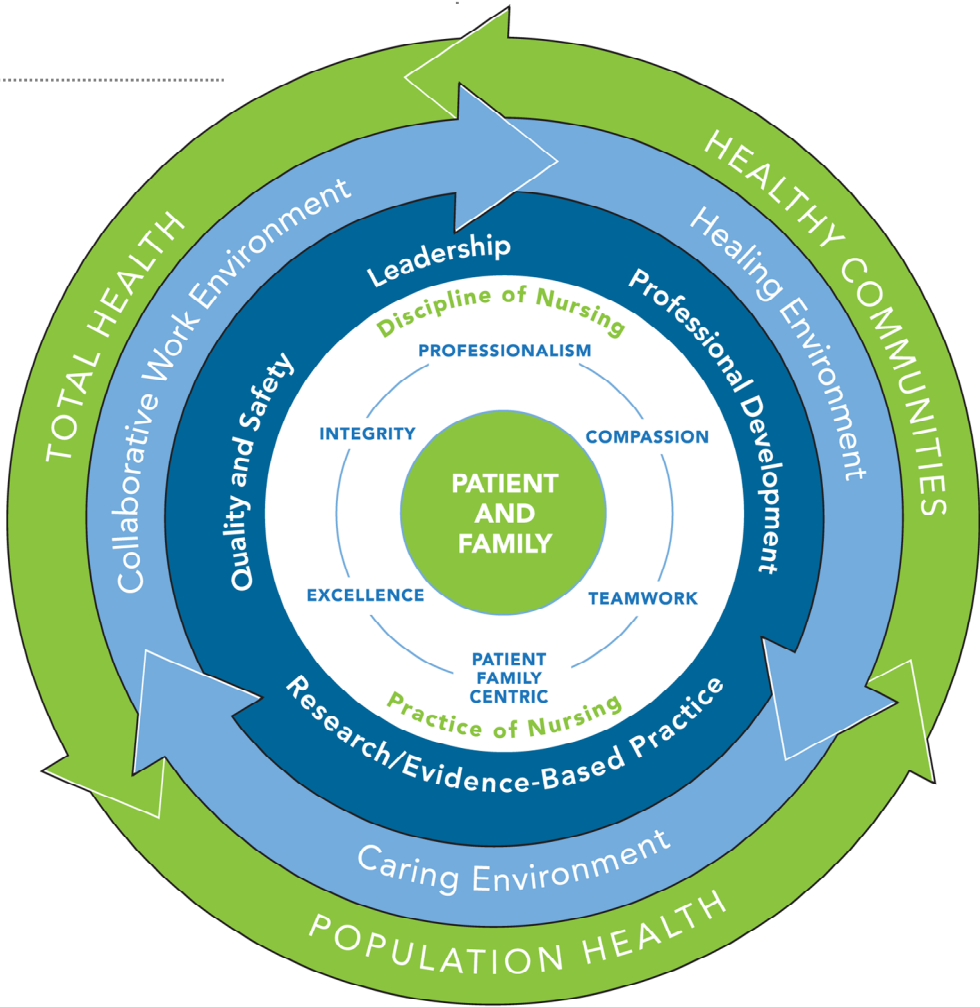 HEALTHY COMMUNITIES
TOTAL HEALTH
POPULATION HEALTH
Collaborative Work Environment
Healing Environment
Caring Environment
Leadership
Professional Development
Quality and Safety
Research/Evidence-Based Practice
Discipline of Nursing
PROFESSIONALISM
INTEGRITY
COMPASSION
PATIENT
AND
FAMILY
EXCELLENCE
TEAMWORK
PATIENT
FAMILY
CENTRIC
Practice of Nursing